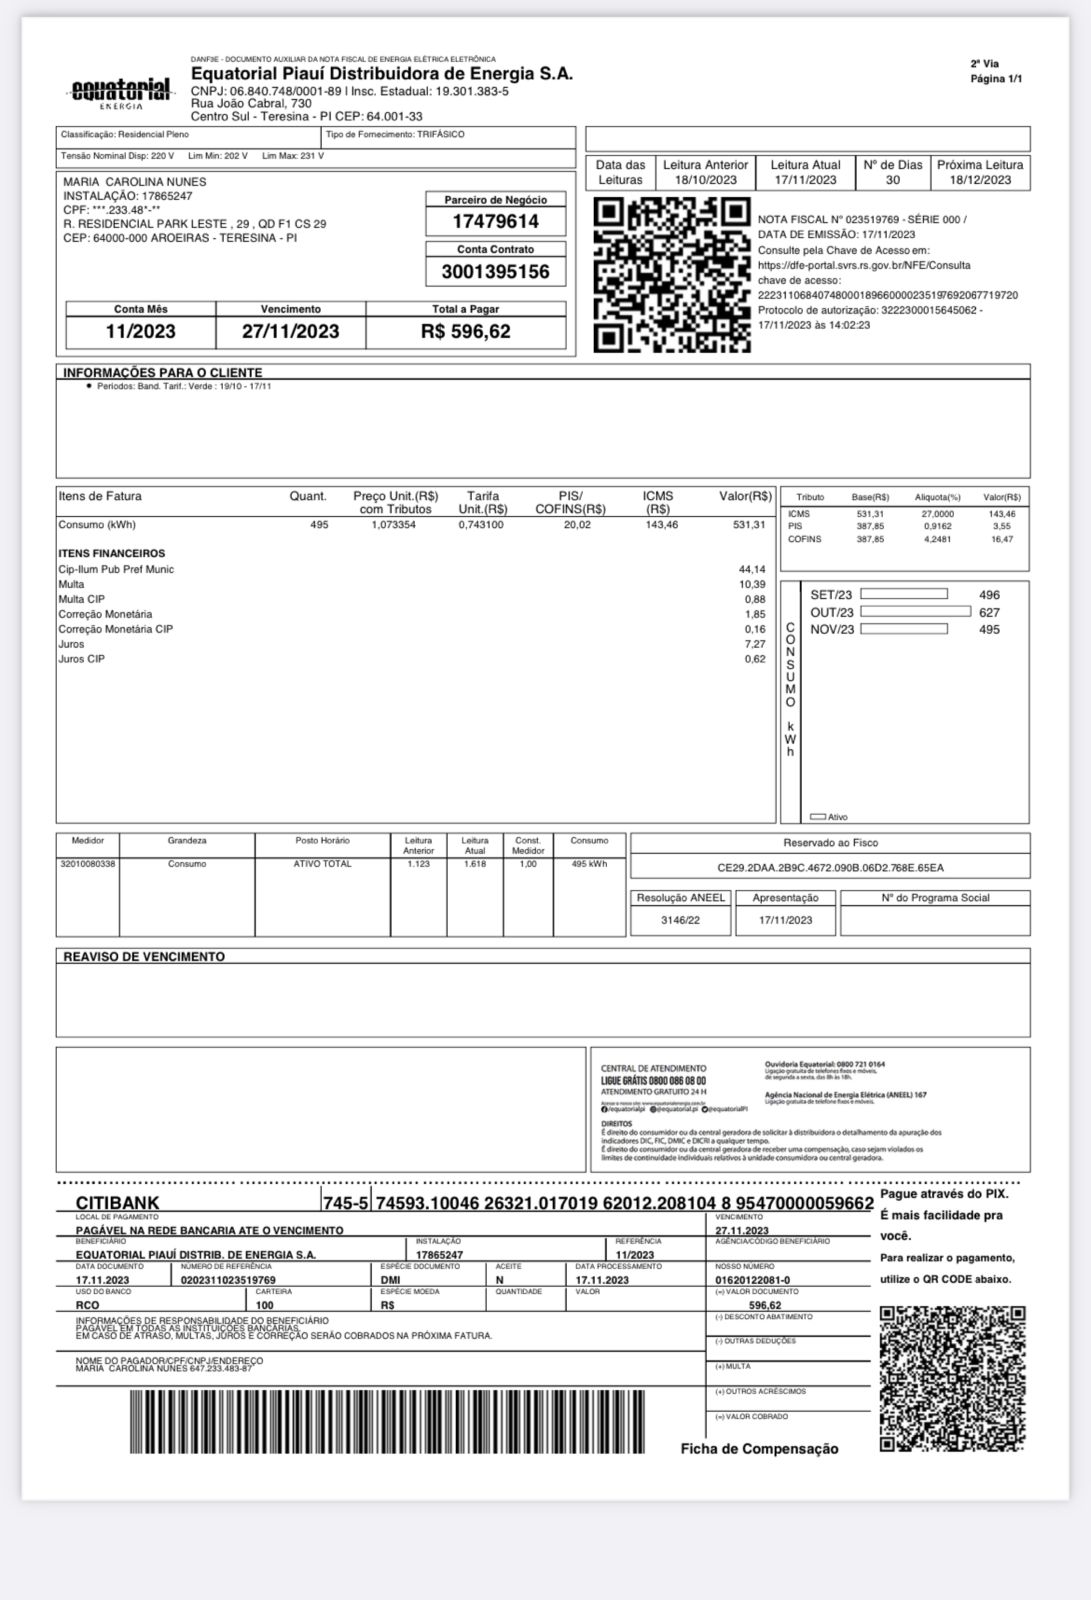 DANF3E - DOCUMENTO AUXILIAR DA NOTA FISCAL DE ENERGIA ELÉTRICA ELETRÔNICA
equatorial
ENERGIA
Equatorial Piauí Distribuidora de Energia S.A.
CNPJ: 06.840.748/0001-89 | Insc. Estadual: 19.301.383-5
Rua João Cabral, 730
Centro Sul - Teresina - PI CEP: 64.001-33
2ª Via
Página 1/1
Classificação: Residencial Pleno
Tipo de Fornecimento: TRIFÁSICO
Tensão Nominal Disp: 220 V Lim Min: 202 V Lim Max: 231 V
Data das Leituras
Leitura Anterior
18/10/2023
Leitura Atual
17/11/2023
Nº de Dias
30
Próxima Leitura
18/12/2023
MARIA CAROLINA NUNES
INSTALAÇÃO: 17865247
CPF: ***.233.48*-**
R. RESIDENCIAL PARK LESTE , 29 , QD F1 CS 29
CEP: 64000-000 AROEIRAS - TERESINA - PI
Parceiro de Negócio
17479614
Conta Contrato
3001395156
Conta Mês
11/2023
Vencimento
27/11/2023
Total a Pagar
R$ 596,62
NOTA FISCAL Nº 023519769 - SÉRIE 000 /
DATA DE EMISSÃO: 17/11/2023
Consulte pela Chave de Acesso em:
https://dfe-portal.svrs.rs.gov.br/NFE/Consulta
chave de acesso:
22231106840748000189660000235197692067719720
Protocolo de autorização: 3222300015645062 -
17/11/2023 às 14:02:23
INFORMAÇÕES PARA O CLIENTE
• Periodos: Band. Tarif.: Verde : 19/10 - 17/11
Itens de Fatura Quant. Preço Unit.(R$) com Tributos Tarifa Unit.(R$) PIS/ COFINS(R$) ICMS (R$) Valor(R$)
Consumo (kWh) 495 1,073354 0,743100 20,02 143,46 531,31
ITENS FINANCEIROS
Cip-Ilum Pub Pref Munic 44,14
Multa 10,39
Multa CIP 0,88
Correção Monetária 1,85
Correção Monetária CIP 0,16
Juros 7,27
Juros CIP 0,62
Tributo Base(R$) Aliquota(%) Valor(R$)
ICMS 531,31 27,0000 143,46
PIS 387,85 0,9162 3,55
COFINS 387,85 4,2481 16,47
CONSUMO kWh
SET/23 496
OUT/23 627
NOV/23 495
Ativo
Medidor Grandeza Posto Horário Leitura Anterior Leitura Atual Const. Medidor Consumo
32010080338 Consumo ATIVO TOTAL 1.123 1.618 1,00 495 kWh
Reservado ao Fisco
CE29.2DAA.2B9C.4672.090B.06D2.768E.65EA
Resolução ANEEL
3146/22
Apresentação
17/11/2023
Nº do Programa Social
REAVISO DE VENCIMENTO
CENTRAL DE ATENDIMENTO
LIGUE GRÁTIS 0800 086 08 00
ATENDIMENTO GRATUITO 24 H
Acesse o nosso site: www.equatorialenergia.com.br
/equatorial.pi @equatorial.pi @equatorialPI
Ouvidoria Equatorial: 0800 721 0164
Ligação gratuita de telefones fixos e móveis,
de segunda a sexta, das 8h às 18h.
Agência Nacional de Energia Elétrica (ANEEL) 167
Ligação gratuita de telefone fixos e móveis.
DIREITOS
É direito do consumidor ou da central geradora de solicitar à distribuidora o detalhamento da apuração dos
indicadores DIC, FIC, DMIC e DICRI a qualquer tempo.
É direito do consumidor ou da central geradora de receber uma compensação, caso sejam violados os
limites de continuidade individuais relativos à unidade consumidora ou central geradora.
CITIBANK 745-5 74593.10046 26321.017019 62012.208104 8 95470000059662
LOCAL DE PAGAMENTO
PAGÁVEL NA REDE BANCARIA ATE O VENCIMENTO
VENCIMENTO
27.11.2023
BENEFICIÁRIO
EQUATORIAL PIAUÍ DISTRIB. DE ENERGIA S.A.
INSTALAÇÃO
17865247
REFERÊNCIA
11/2023
AGÊNCIA/CÓDIGO BENEFICIÁRIO
DATA DOCUMENTO
17.11.2023
NÚMERO DE REFERÊNCIA
0202311023519769
ESPÉCIE DOCUMENTO
DMI
ACEITE
N
DATA PROCESSAMENTO
17.11.2023
NOSSO NÚMERO
01620122081-0
USO DO BANCO
RCO
CARTEIRA
100
ESPÉCIE MOEDA
R$
QUANTIDADE
VALOR
(=) VALOR DOCUMENTO
596,62
INFORMAÇÕES DE RESPONSABILIDADE DO BENEFICIÁRIO
PAGÁVEL EM TODAS AS INSTITUIÇÕES BANCÁRIAS.
EM CASO DE ATRASO, MULTAS, JUROS E CORREÇÃO SERÃO COBRADOS NA PRÓXIMA FATURA.
(-) DESCONTO ABATIMENTO
(-) OUTRAS DEDUÇÕES
NOME DO PAGADOR/CPF/CNPJ/ENDEREÇO
MARIA CAROLINA NUNES 647.233.483-87
(+) MULTA
(+) OUTROS ACRÉSCIMOS
(=) VALOR COBRADO
Ficha de Compensação
Pague através do PIX.
É mais facilidade pra
você.
Para realizar o pagamento,
utilize o QR CODE abaixo.